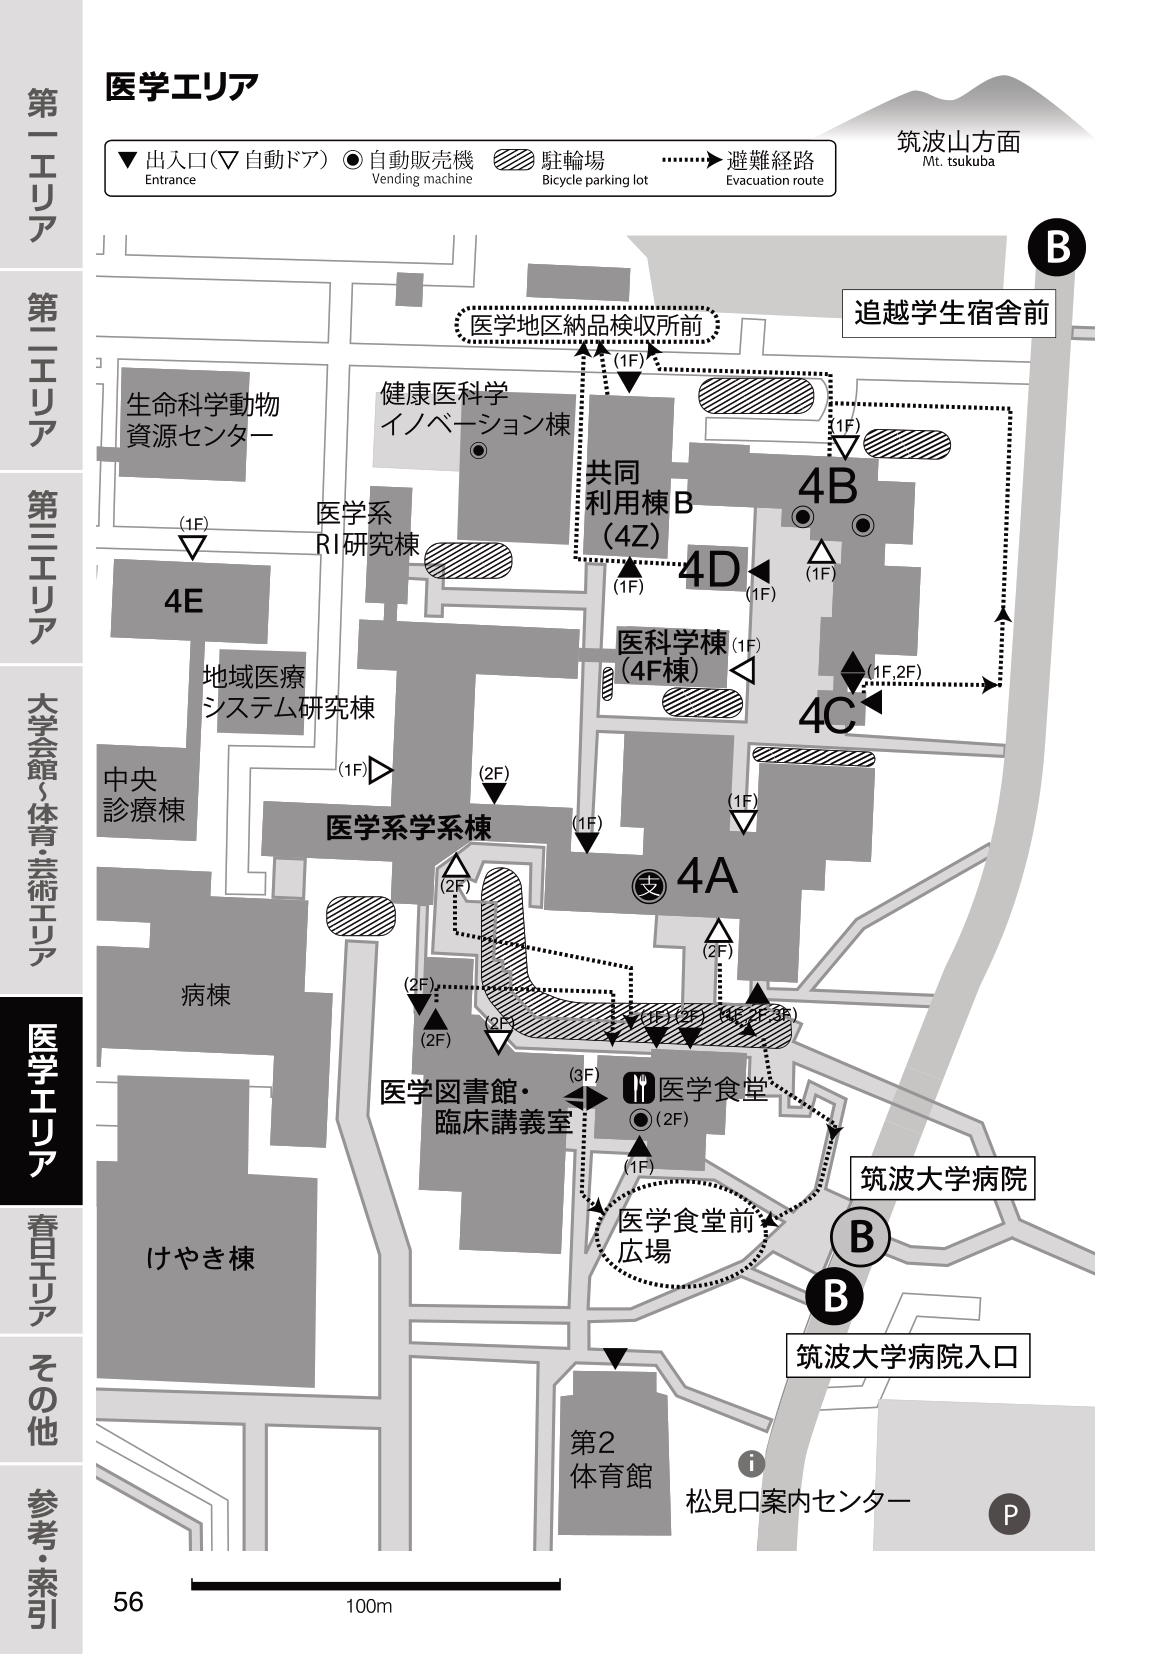 第一エリア
第二エリア
第三エリア
大学会館～体育・芸術エリア
医学エリア
春日エリア
その他
参考・索引
医学エリア
▼ 出入口(▽ 自動ドア)
Entrance
自動販売機
Vending machine
駐輪場
Bicycle parking lot
避難経路
Evacuation route
筑波山方面
Mt. tsukuba
B
追越学生宿舎前
医学地区納品検収所前
(1F)
生命科学動物
資源センター
健康医科学
イノベーション棟
共同
利用棟B
(4Z)
(1F)
(1F)
4B
(1F)
医学系
RI研究棟
(1F)
4E
4D
(1F)
医科学棟
(4F棟)
(1F)
(1F,2F)
4C
地域医療
システム研究棟
中央
診療棟
(1F)
(2F)
(1F)
(1F)
医学系学系棟
支
4A
(2F)
(2F)
病棟
(2F)
(2F)
(2F)
(1F)
(2F)
(1F,2F,3F)
医学図書館・
臨床講義室
(3F)
医学食堂
(2F)
(1F)
医学食堂前
広場
けやき棟
筑波大学病院
B
B
筑波大学病院入口
第2
体育館
i
松見口案内センター
P
56
100m